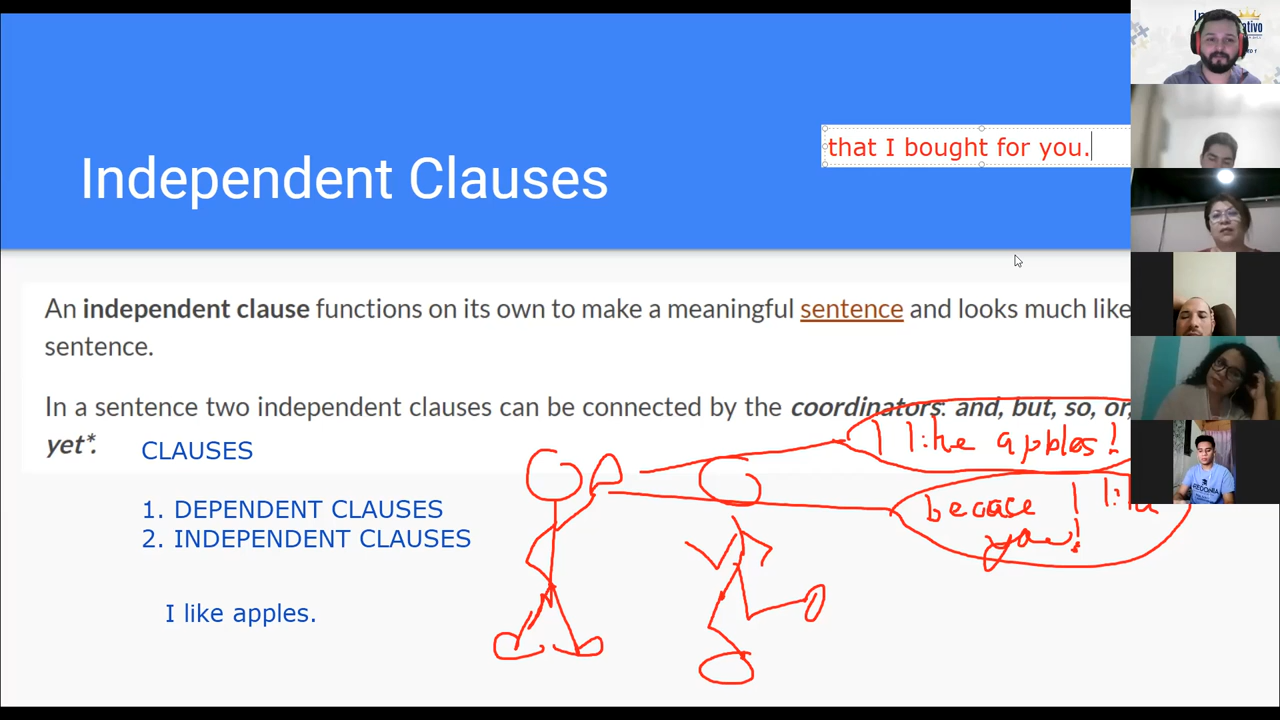 that I bought for you.
Independent Clauses
An independent clause functions on its own to make a meaningful sentence and looks much like
sentence.
In a sentence two independent clauses can be connected by the coordinators: and, but, so, or,
yet*.
CLAUSES
I like apples!
1. DEPENDENT CLAUSES
2. INDEPENDENT CLAUSES
becace I
you!
I like apples.